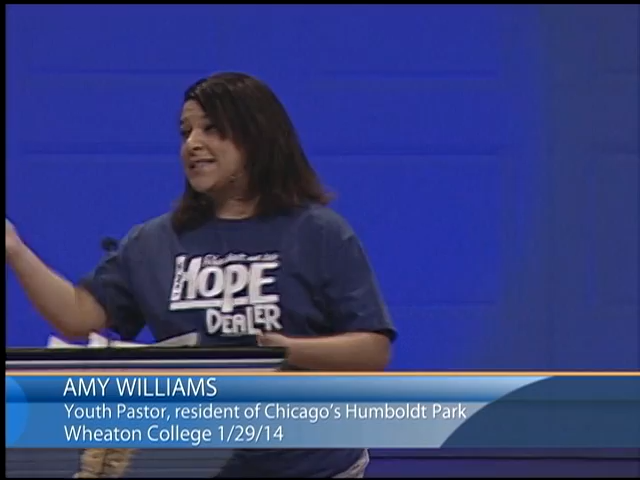 HOPE
DEALER
AMY WILLIAMS
Youth Pastor, resident of Chicago's Humboldt Park
Wheaton College 1/29/14